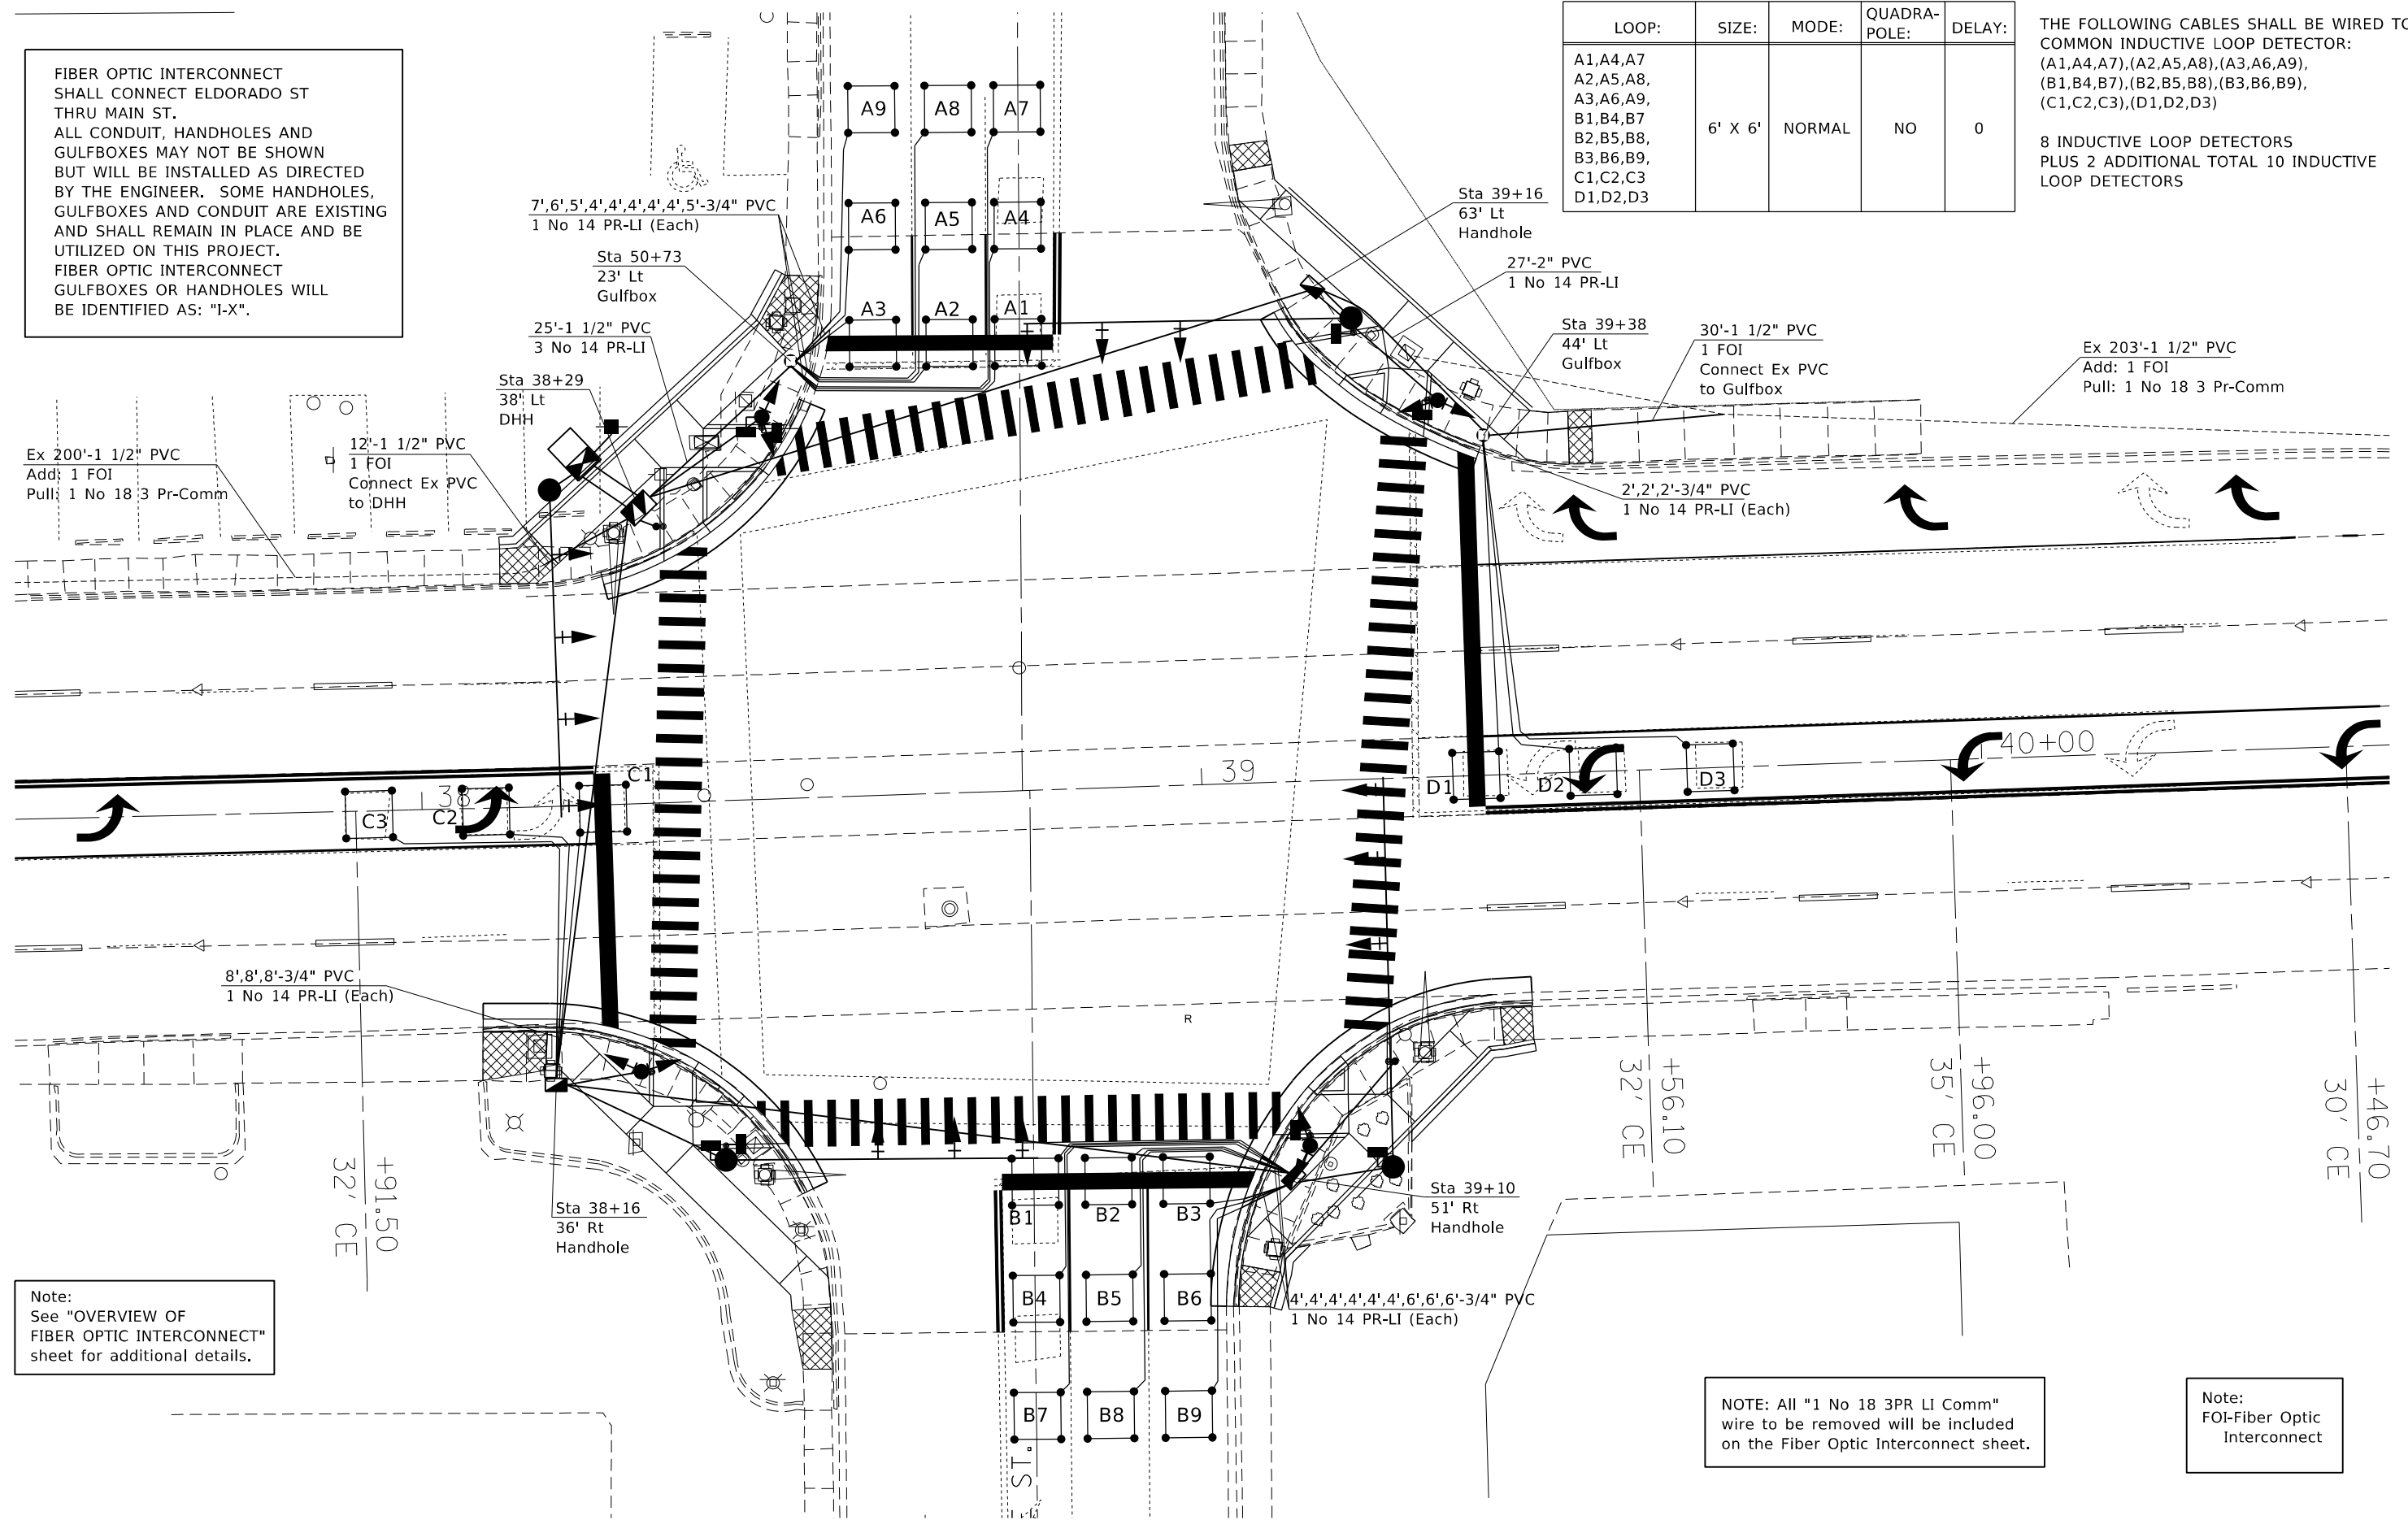 FIBER OPTIC INTERCONNECT
SHALL CONNECT ELDORADO ST
THRU MAIN ST.
ALL CONDUIT, HANDHOLES AND
GULFBOXES MAY NOT BE SHOWN
BUT WILL BE INSTALLED AS DIRECTED
BY THE ENGINEER. SOME HANDHOLES,
GULFBOXES AND CONDUIT ARE EXISTING
AND SHALL REMAIN IN PLACE AND BE
UTILIZED ON THIS PROJECT.
FIBER OPTIC INTERCONNECT
GULFBOXES OR HANDHOLES WILL
BE IDENTIFIED AS: "I-X".
LOOP: SIZE: MODE: QUADRA-
POLE: DELAY:
A1,A4,A7
A2,A5,A8,
A3,A6,A9,
B1,B4,B7
B2,B5,B8,
B3,B6,B9,
C1,C2,C3
D1,D2,D3
6' X 6' NORMAL NO 0
THE FOLLOWING CABLES SHALL BE WIRED TO
COMMON INDUCTIVE LOOP DETECTOR:
(A1,A4,A7),(A2,A5,A8),(A3,A6,A9),
(B1,B4,B7),(B2,B5,B8),(B3,B6,B9),
(C1,C2,C3),(D1,D2,D3)
8 INDUCTIVE LOOP DETECTORS
PLUS 2 ADDITIONAL TOTAL 10 INDUCTIVE
LOOP DETECTORS
A9 A8 A7
A6 A5 A4
A3 A2 A1
7',6',5',4',4',4',4',4',5'-3/4" PVC
1 No 14 PR-LI (Each)
Sta 50+73
23' Lt
Gulfbox
25'-1 1/2" PVC
3 No 14 PR-LI
Sta 38+29
38' Lt
DHH
12'-1 1/2" PVC
1 FOI
Connect Ex PVC
to DHH
Ex 200'-1 1/2" PVC
Add: 1 FOI
Pull: 1 No 18 3 Pr-Comm
Sta 39+16
63' Lt
Handhole
27'-2" PVC
1 No 14 PR-LI
Sta 39+38
44' Lt
Gulfbox
30'-1 1/2" PVC
1 FOI
Connect Ex PVC
to Gulfbox
Ex 203'-1 1/2" PVC
Add: 1 FOI
Pull: 1 No 18 3 Pr-Comm
2',2',2'-3/4" PVC
1 No 14 PR-LI (Each)
C3 C2 C1
38
39
40+00
D1 D2 D3
8',8',8'-3/4" PVC
1 No 14 PR-LI (Each)
R
+91.50
32' CE
+56.10
32' CE
+96.00
35' CE
+46.70
30' CE
Sta 38+16
36' Rt
Handhole
Sta 39+10
51' Rt
Handhole
B1 B2 B3
B4 B5 B6
B7 B8 B9
4',4',4',4',4',4',6',6',6'-3/4" PVC
1 No 14 PR-LI (Each)
ST.
Note:
See "OVERVIEW OF
FIBER OPTIC INTERCONNECT"
sheet for additional details.
NOTE: All "1 No 18 3PR LI Comm"
wire to be removed will be included
on the Fiber Optic Interconnect sheet.
Note:
FOI-Fiber Optic
Interconnect